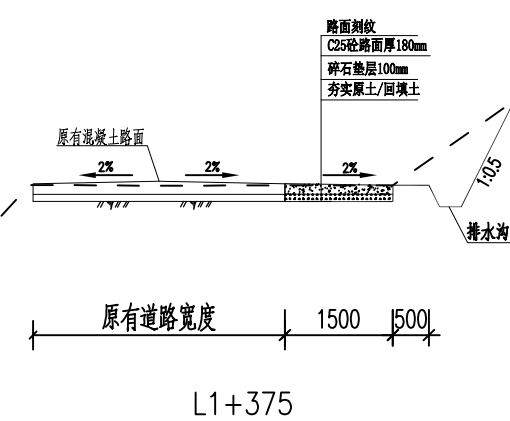 路面刻纹
C25砼路面厚180mm
碎石垫层100mm
夯实原土/回填土
原有混凝土路面
2%
2%
2%
1:0.5
排水沟
原有道路宽度
1500
500
L1+375